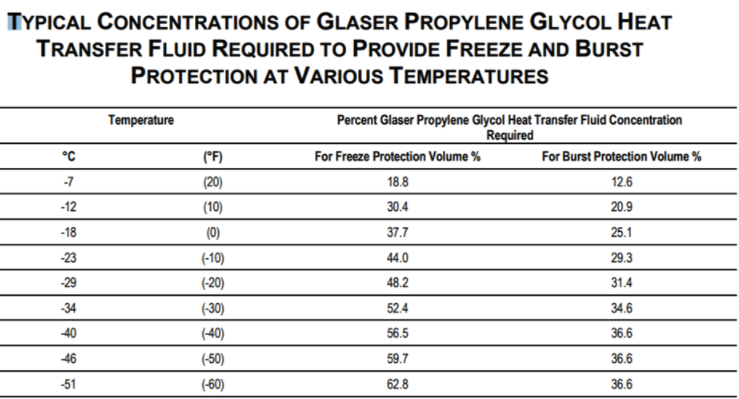 TYPICAL CONCENTRATIONS OF GLASER PROPYLENE GLYCOL HEAT
TRANSFER FLUID REQUIRED TO PROVIDE FREEZE AND BURST
PROTECTION AT VARIOUS TEMPERATURES
Temperature Percent Glaser Propylene Glycol Heat Transfer Fluid Concentration
Required
°C (°F) For Freeze Protection Volume % For Burst Protection Volume %
-7 (20) 18.8 12.6
-12 (10) 30.4 20.9
-18 (0) 37.7 25.1
-23 (-10) 44.0 29.3
-29 (-20) 48.2 31.4
-34 (-30) 52.4 34.6
-40 (-40) 56.5 36.6
-46 (-50) 59.7 36.6
-51 (-60) 62.8 36.6